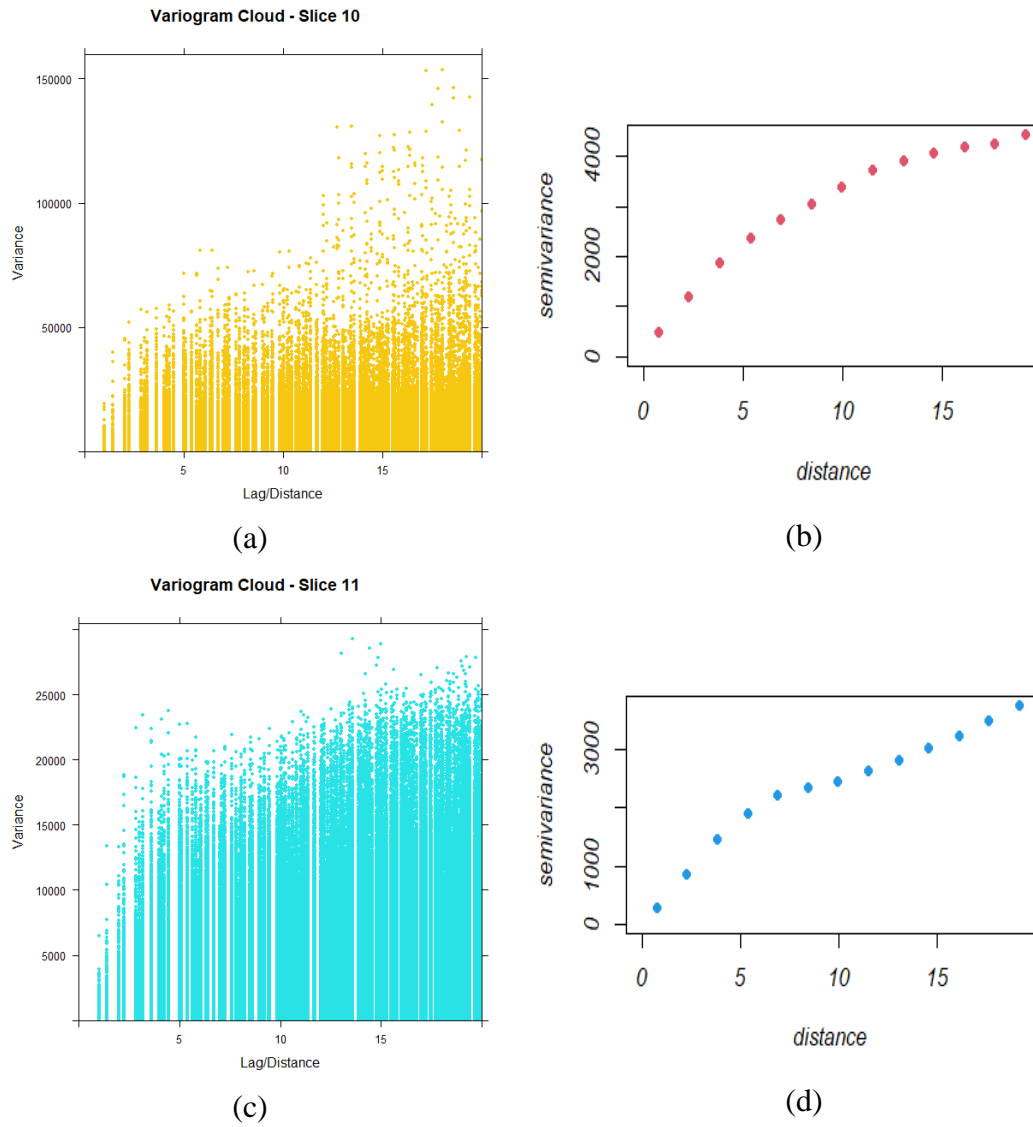 Variogram Cloud - Slice 10
150000
100000
50000
Variance
5 10 15
Lag/Distance
(a)
4000
2000
0
semivariance
0 5 10 15
distance
(b)
Variogram Cloud - Slice 11
25000
20000
15000
10000
5000
Variance
5 10 15
Lag/Distance
(c)
3000
1000
0
semivariance
0 5 10 15
distance
(d)